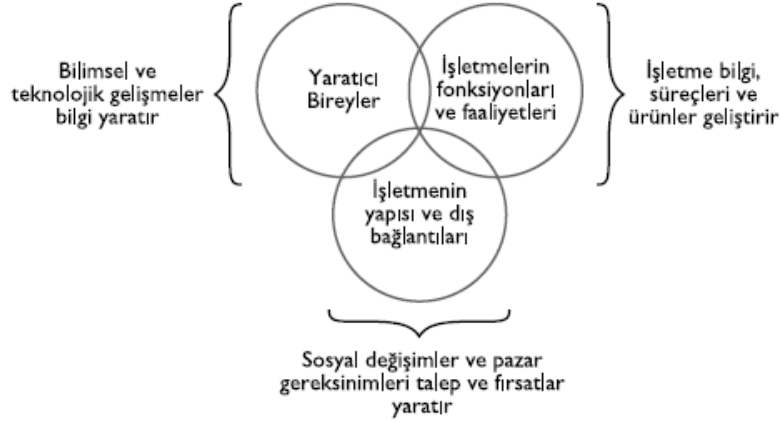 Bilimsel ve
teknolojik gelişmeler
bilgi yaratır
Yaratıcı
Bireyler
İşletmelerin
fonksiyonları
ve faaliyetleri
İşletme bilgi,
süreçleri ve
ürünler geliştirir
İşletmenin
yapısı ve dış
bağlantıları
Sosyal değişimler ve pazar
gereksinimleri talep ve fırsatlar
yaratır